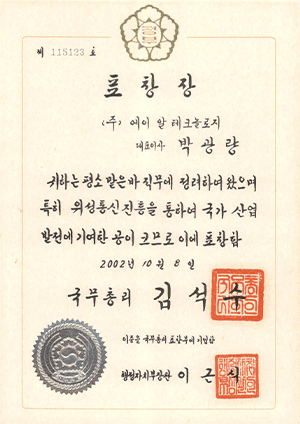 제 115123 호
표 창 장
(주) 에이 알 테크놀로지
대표이사 박 광 량
귀하는 평소 맡은바 직무에 정려하여 왔으며
특히 위성통신진흥을 통하여 국가 산업
발전에 기여한 공이 크므로 이에 표창함
2002년 10월 8일
국무총리 김 석 수
이 증을 국무총리 표창부에 기입함
행정자치부장관 이 근 식